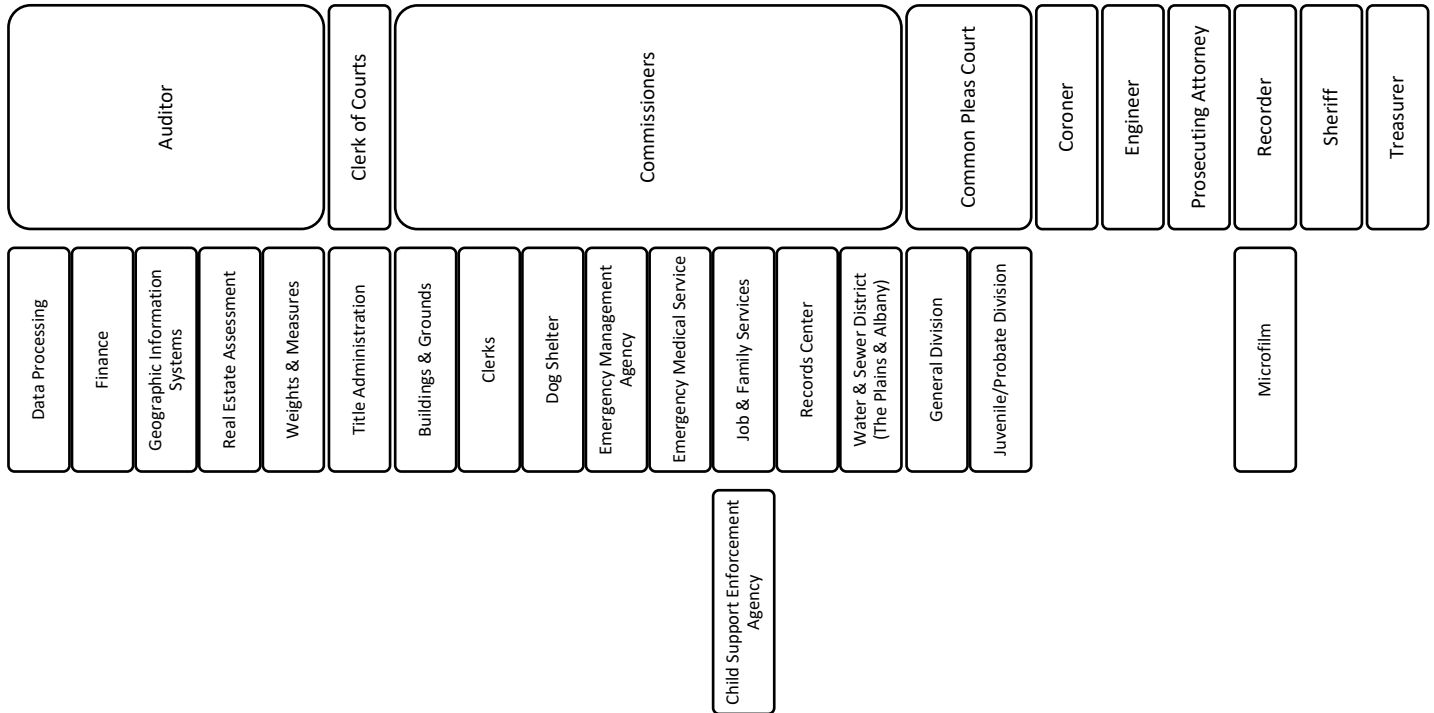 Auditor
Clerk of Courts
Commissioners
Common Pleas Court
Coroner
Engineer
Prosecuting Attorney
Recorder
Sheriff
Treasurer
Data Processing
Finance
Geographic Information
Systems
Real Estate Assessment
Weights & Measures
Title Administration
Buildings & Grounds
Clerks
Dog Shelter
Emergency Management
Agency
Emergency Medical Service
Job & Family Services
Records Center
Water & Sewer District
(The Plains & Albany)
General Division
Juvenile/Probate Division
Microfilm
Child Support Enforcement
Agency